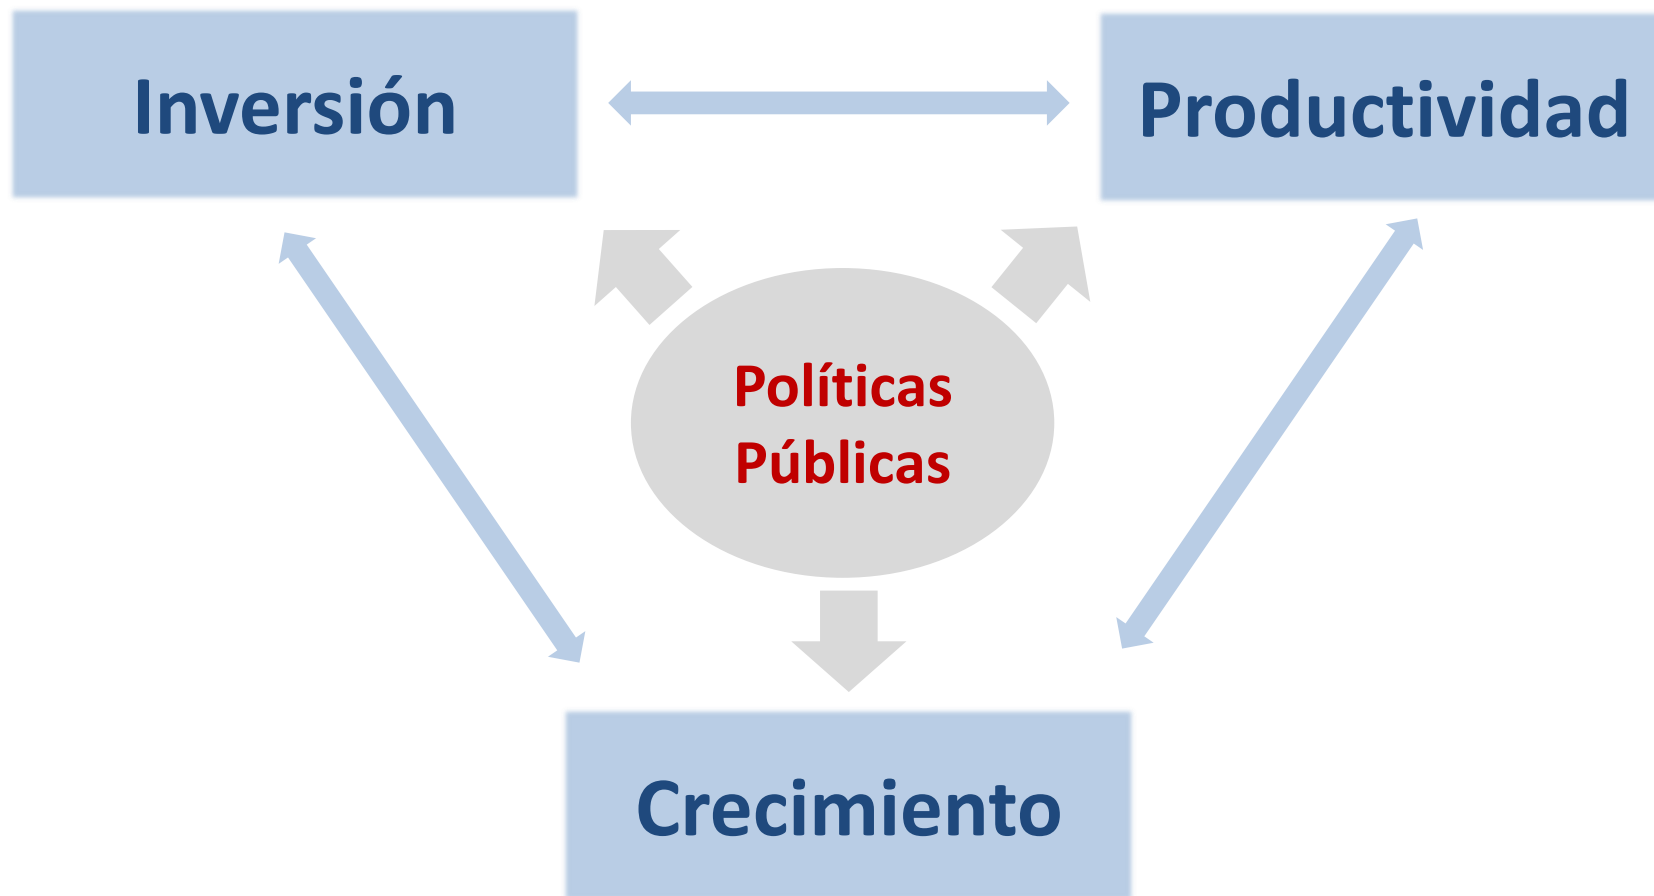 Inversión
Productividad
Políticas
Públicas
Crecimiento